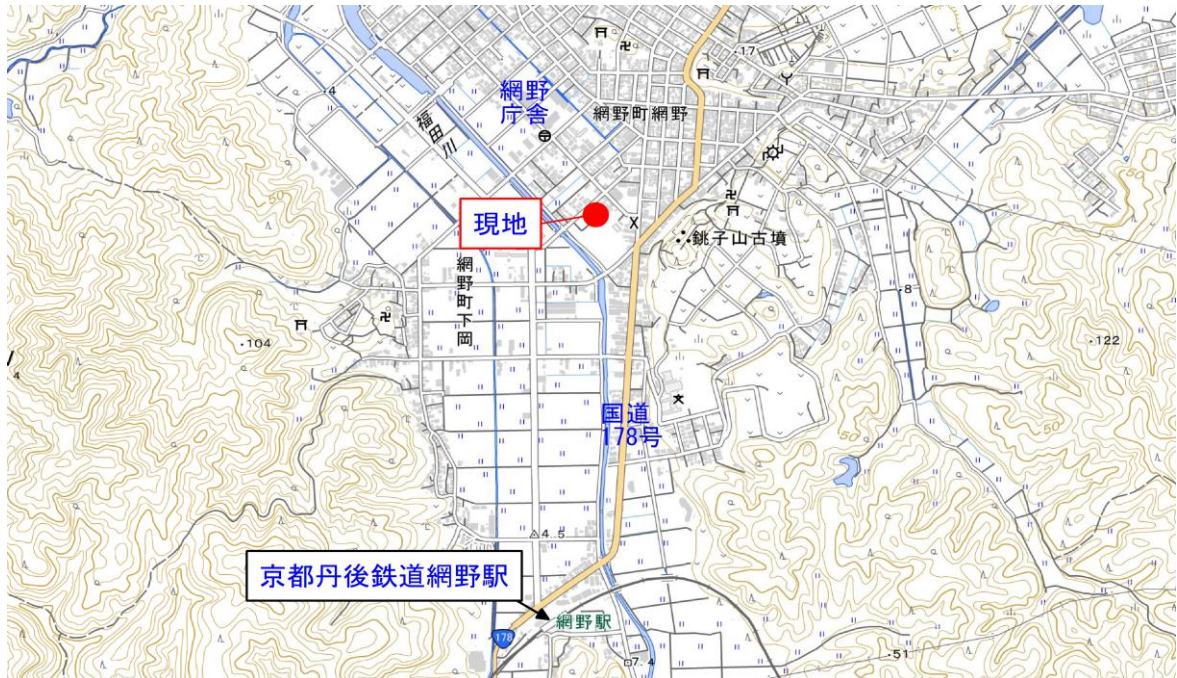 ・17
網野
庁舎
網野町網野
・4
福田川
50
現地
銚子山古墳
網野町下岡
・8
・104
・122
国道
178号
50
50
4.5
京都丹後鉄道網野駅
網野駅
178
7.4
・51